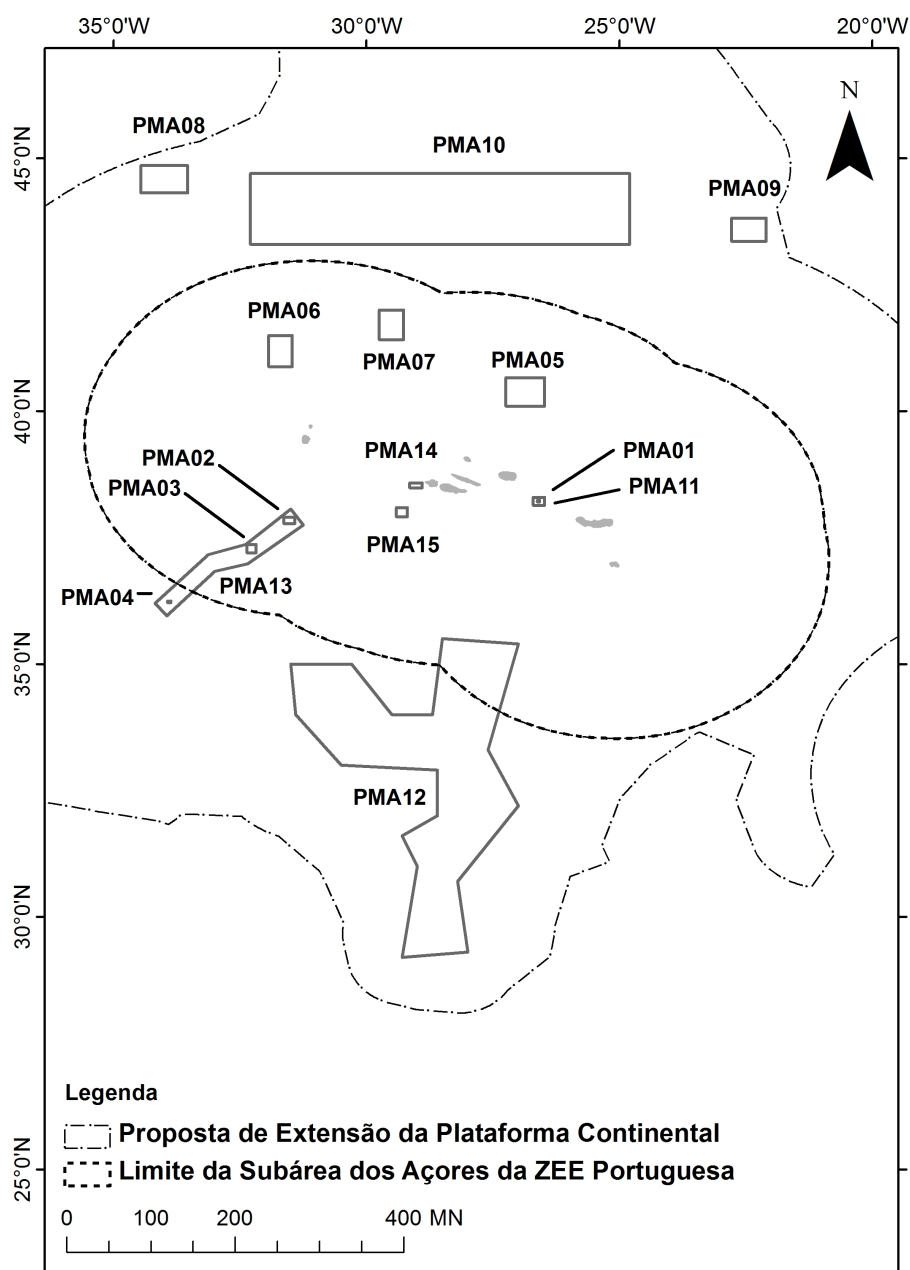 35°0'W 30°0'W 25°0'W 20°0'W
N
PMA08
PMA10
45°0'N
PMA09
PMA06
PMA07
PMA05
40°0'N
PMA14
PMA01
PMA02
PMA03
PMA11
PMA15
PMA13
PMA04
35°0'N
PMA12
30°0'N
Legenda
Proposta de Extensão da Plataforma Continental
Limite da Subárea dos Açores da ZEE Portuguesa
25°0'N
0 100 200 400 MN